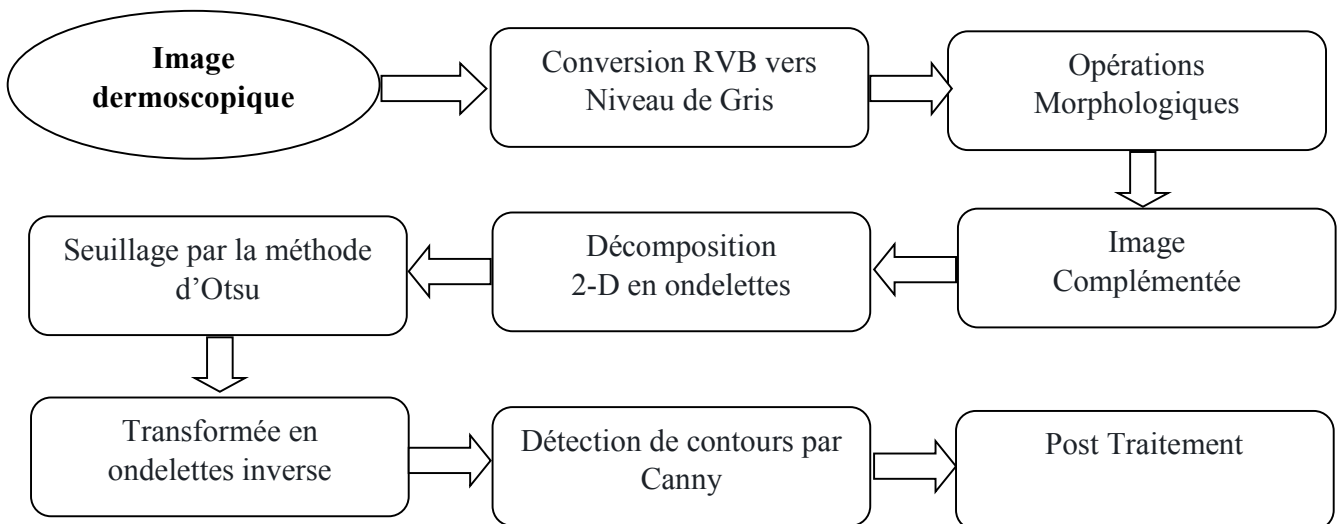 Image
dermoscopique
Conversion RVB vers
Niveau de Gris
Opérations
Morphologiques
Image
Complémentée
Décomposition
2-D en ondelettes
Seuillage par la méthode
d’Otsu
Transformée en
ondelettes inverse
Détection de contours par
Canny
Post Traitement